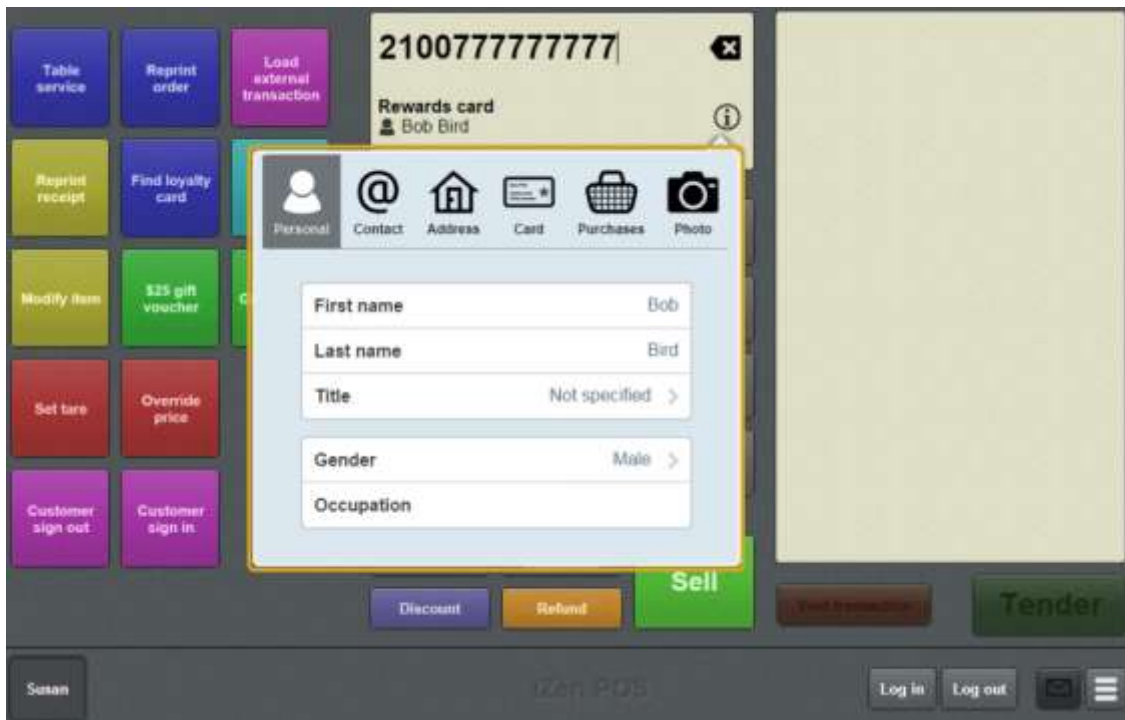 2100777777777
Rewards card
Bob Bird
Table
service
Reprint
order
Load
external
transaction
Reprint
receipt
Find loyalty
card
Modify item
$25 gift
voucher
Set tare
Override
price
Customer
sign out
Customer
sign in
Personal
Contact
Address
Card
Purchases
Photo
First name Bob
Last name Bird
Title Not specified
Gender Male
Occupation
Sell
Discount
Refund
Tender
Susan
iZen POS
Log in
Log out